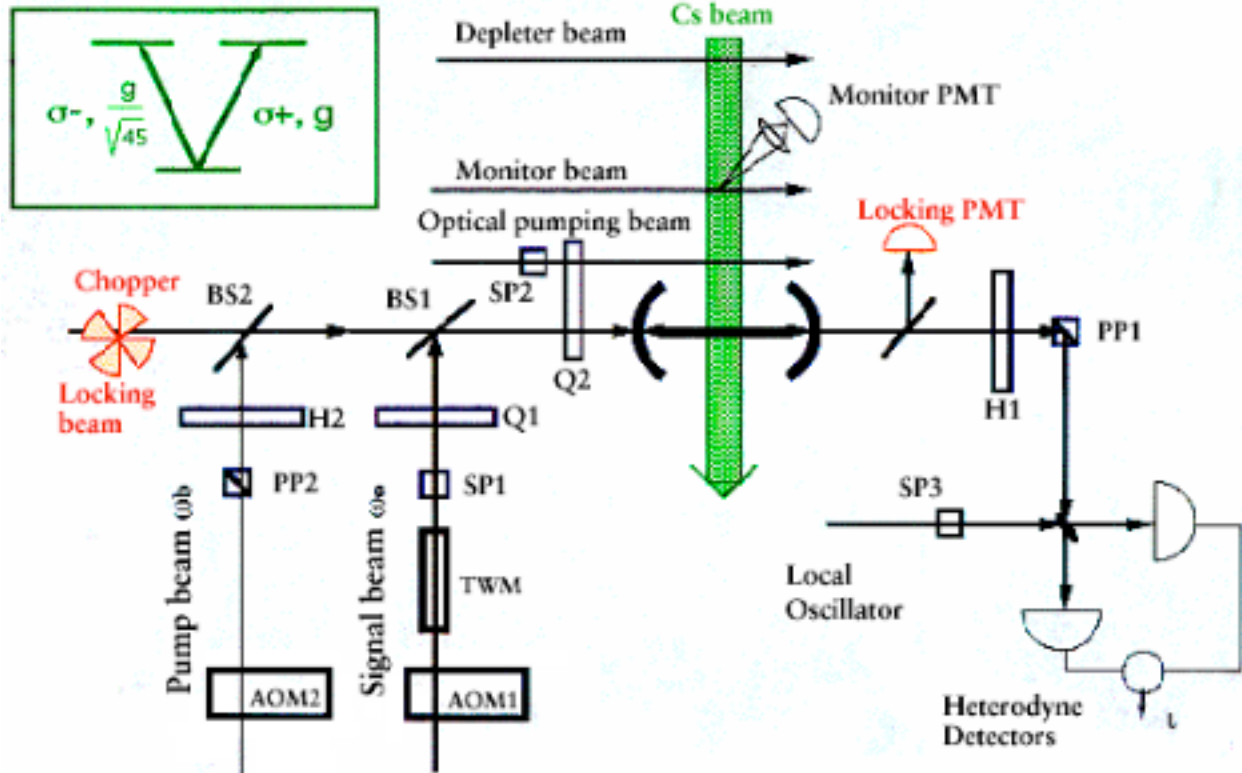 Cs beam
Depleter beam
Monitor PMT
σ-, g/√45
σ+, g
Monitor beam
Optical pumping beam
Locking PMT
Chopper
BS2
BS1
SP2
PP1
Locking
beam
Q2
H1
H2
Q1
PP2
SP1
SP3
Pump beam ωb
Signal beam
TWM
Local
Oscillator
AOM2
AOM1
Heterodyne
Detectors